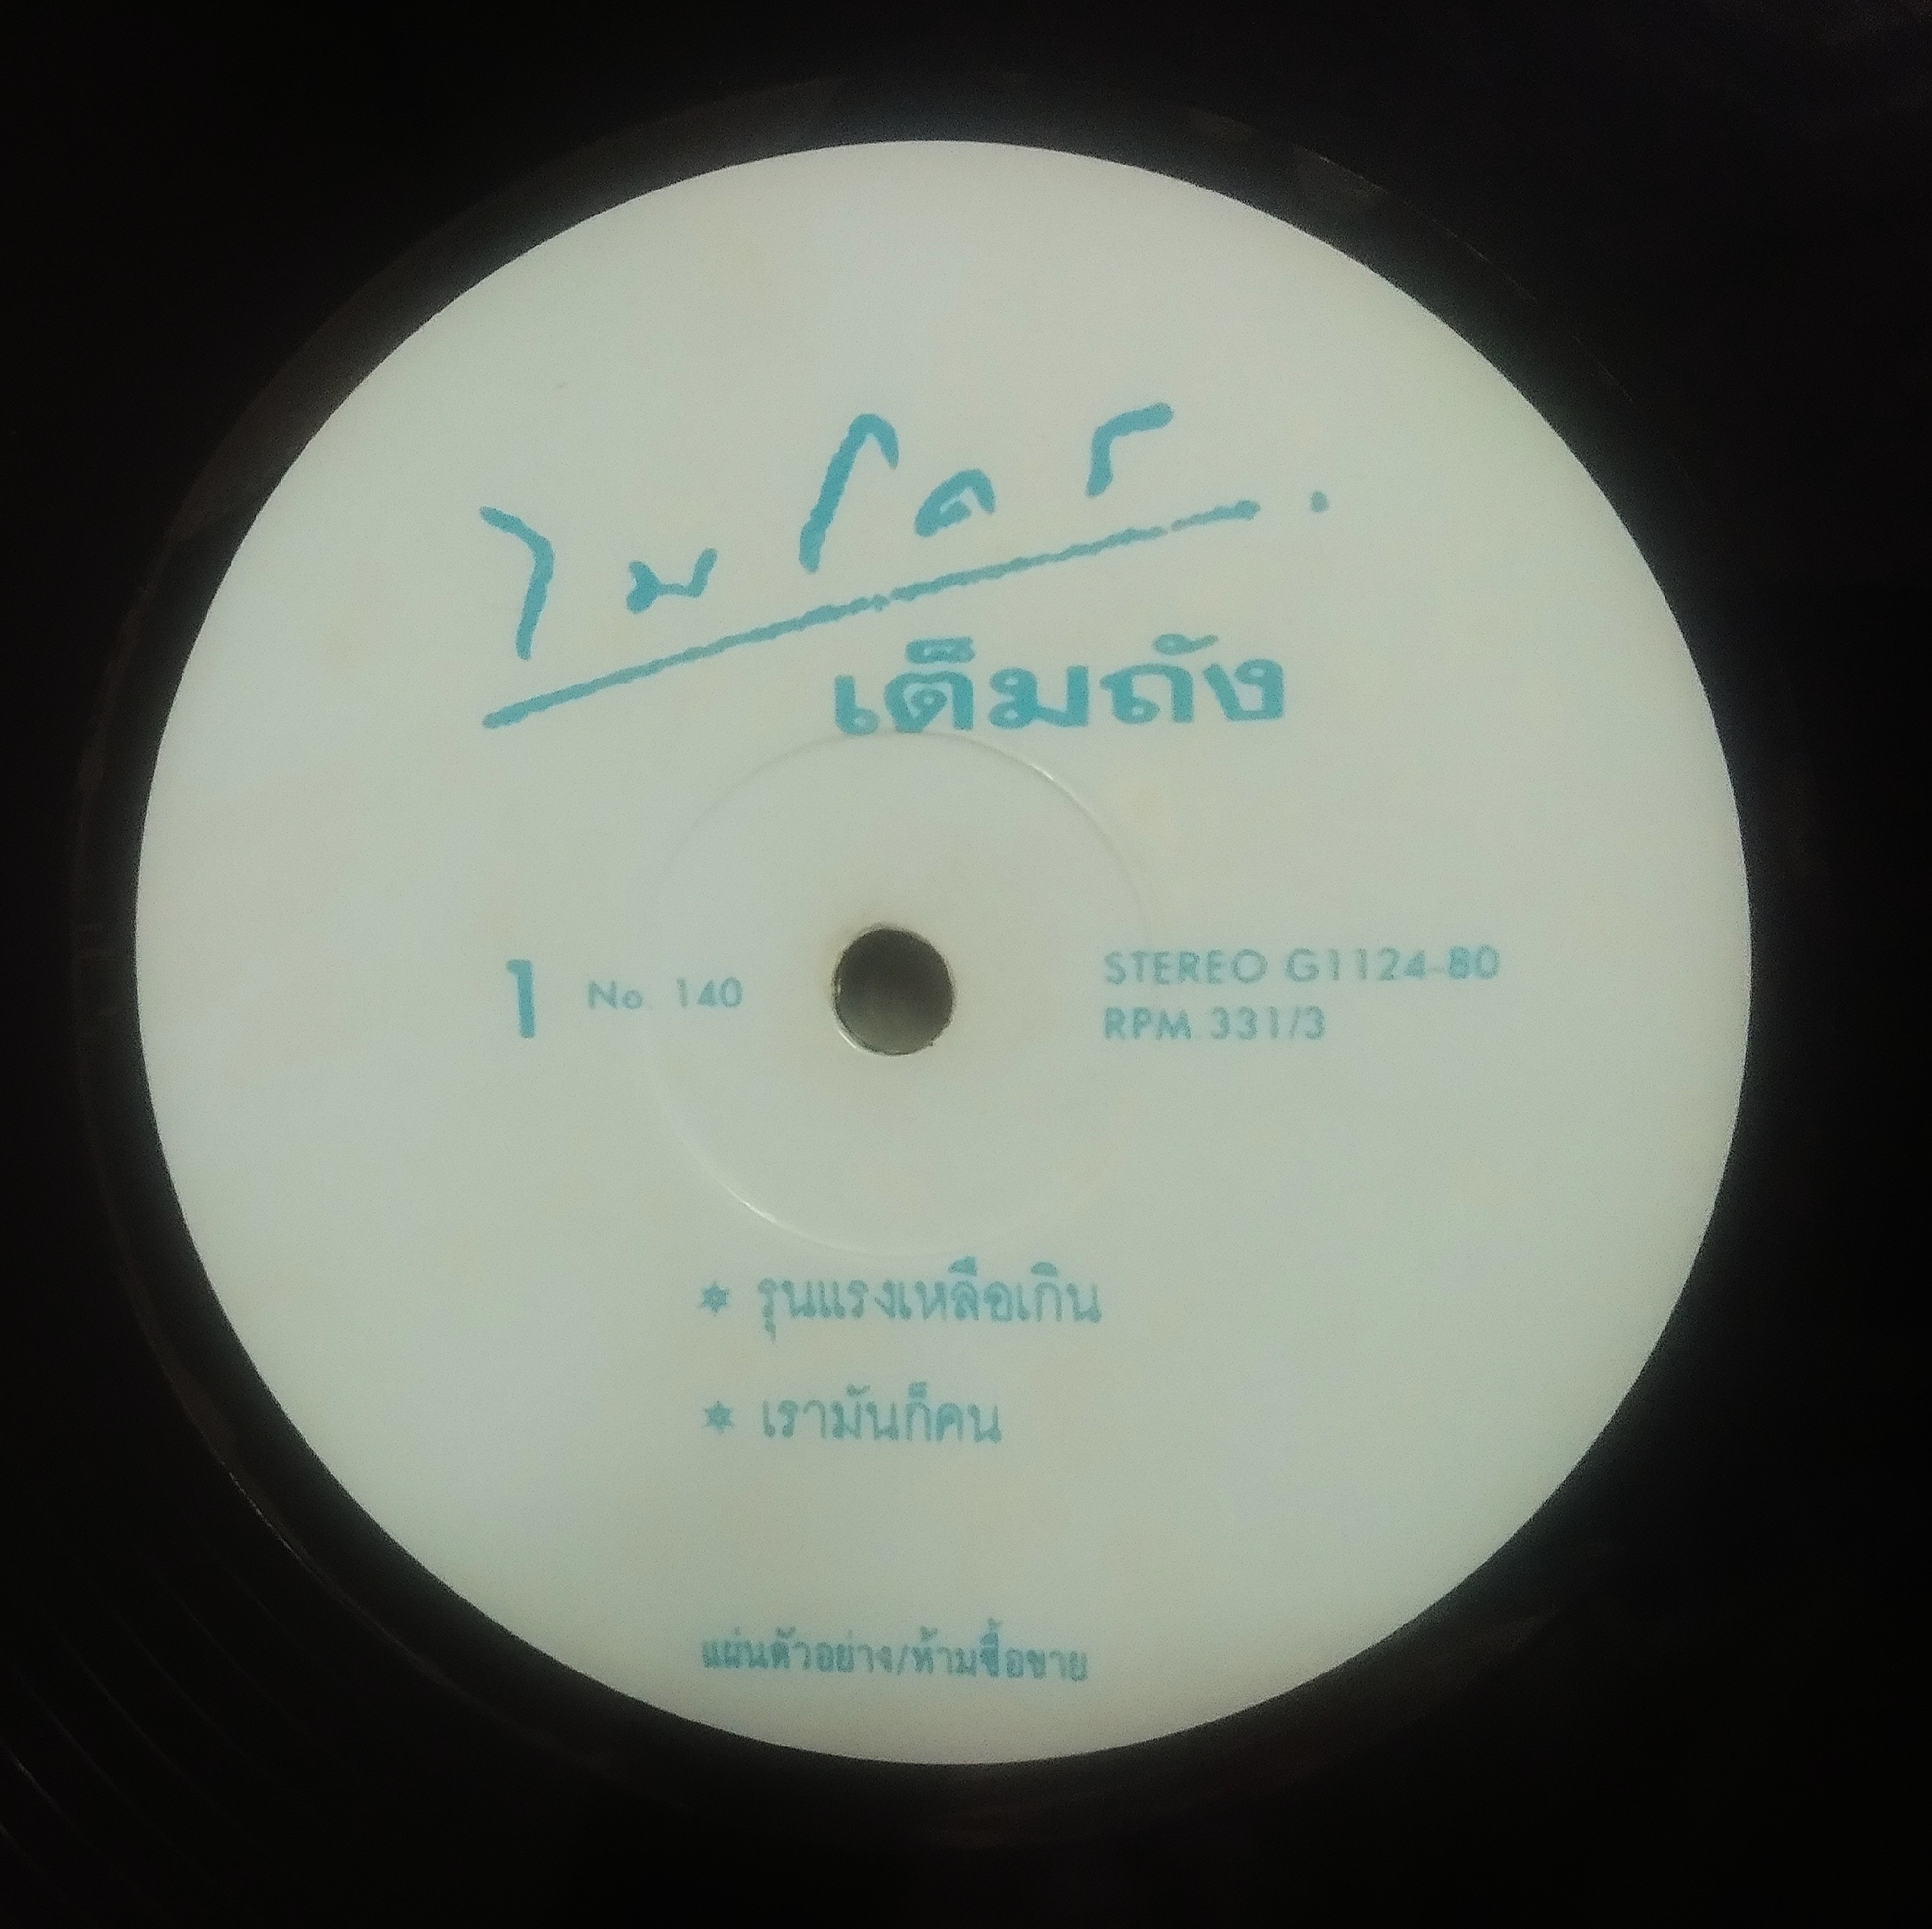 ไมโคร
เต็มถัง
1 No. 140
STEREO G1124-80
RPM. 331/3
* รุนแรงเหลือเกิน
* เรามันก็คน
แผ่นตัวอย่าง/ห้ามซื้อขาย